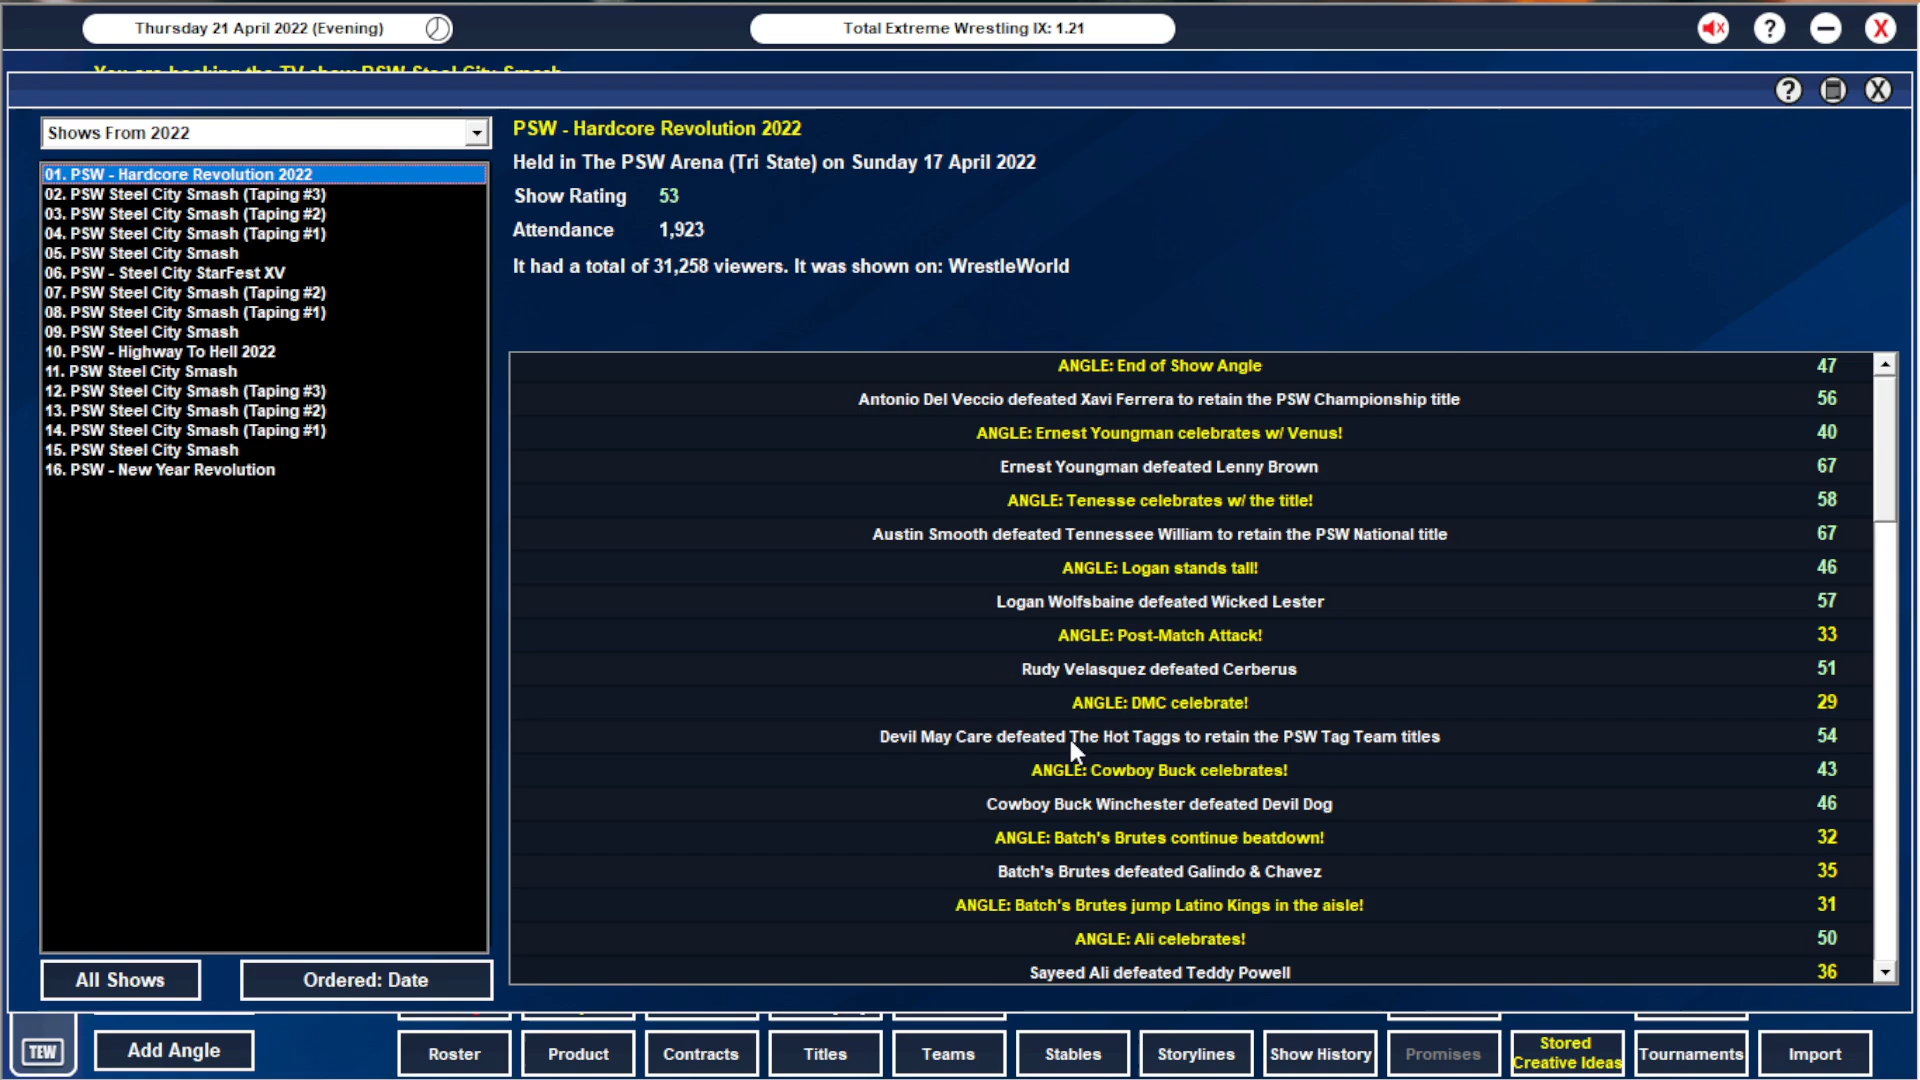 Thursday 21 April 2022 (Evening)
Total Extreme Wrestling IX: 1.21
?
X
You are booking the TV show PSW Steel City Smash
?
X
Shows From 2022
01. PSW - Hardcore Revolution 2022
02. PSW Steel City Smash (Taping #3)
03. PSW Steel City Smash (Taping #2)
04. PSW Steel City Smash (Taping #1)
05. PSW Steel City Smash
06. PSW - Steel City StarFest XV
07. PSW Steel City Smash (Taping #2)
08. PSW Steel City Smash (Taping #1)
09. PSW Steel City Smash
10. PSW - Highway To Hell 2022
11. PSW Steel City Smash
12. PSW Steel City Smash (Taping #3)
13. PSW Steel City Smash (Taping #2)
14. PSW Steel City Smash (Taping #1)
15. PSW Steel City Smash
16. PSW - New Year Revolution
All Shows
Ordered: Date
PSW - Hardcore Revolution 2022
Held in The PSW Arena (Tri State) on Sunday 17 April 2022
Show Rating 53
Attendance 1,923
It had a total of 31,258 viewers. It was shown on: WrestleWorld
ANGLE: End of Show Angle 47
Antonio Del Veccio defeated Xavi Ferrera to retain the PSW Championship title 56
ANGLE: Ernest Youngman celebrates w/ Venus! 40
Ernest Youngman defeated Lenny Brown 67
ANGLE: Tenesse celebrates w/ the title! 58
Austin Smooth defeated Tennessee William to retain the PSW National title 67
ANGLE: Logan stands tall! 46
Logan Wolfsbaine defeated Wicked Lester 57
ANGLE: Post-Match Attack! 33
Rudy Velasquez defeated Cerberus 51
ANGLE: DMC celebrate! 29
Devil May Care defeated The Hot Taggs to retain the PSW Tag Team titles 54
ANGLE: Cowboy Buck celebrates! 43
Cowboy Buck Winchester defeated Devil Dog 46
ANGLE: Batch's Brutes continue beatdown! 32
Batch's Brutes defeated Galindo & Chavez 35
ANGLE: Batch's Brutes jump Latino Kings in the aisle! 31
ANGLE: Ali celebrates! 50
Sayeed Ali defeated Teddy Powell 36
TEW
Add Angle
Roster
Product
Contracts
Titles
Teams
Stables
Storylines
Show History
Promises
Stored
Creative Ideas
Tournaments
Import